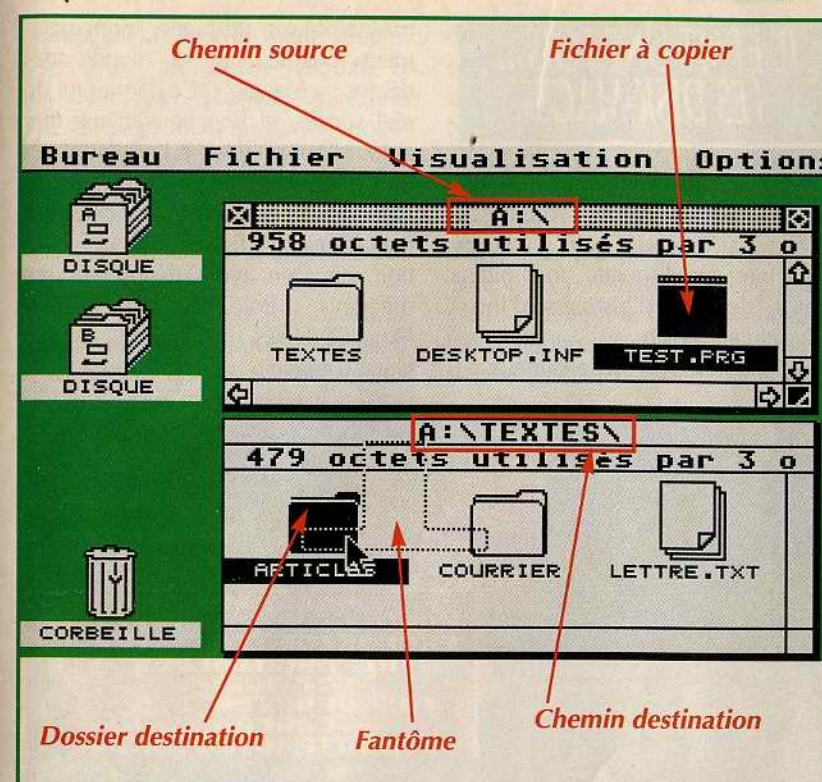 Chemin source
Fichier à copier
Bureau Fichier Visualisation Options
A:\
958 octets utilisés par 3 o
A
DISQUE
TEXTES
DESKTOP.INF
TEST.PRG
B
DISQUE
A:\TEXTES\
479 octets utilisés par 3 o
ARTICLES
COURRIER
LETTRE.TXT
CORBEILLE
Dossier destination
Fantôme
Chemin destination